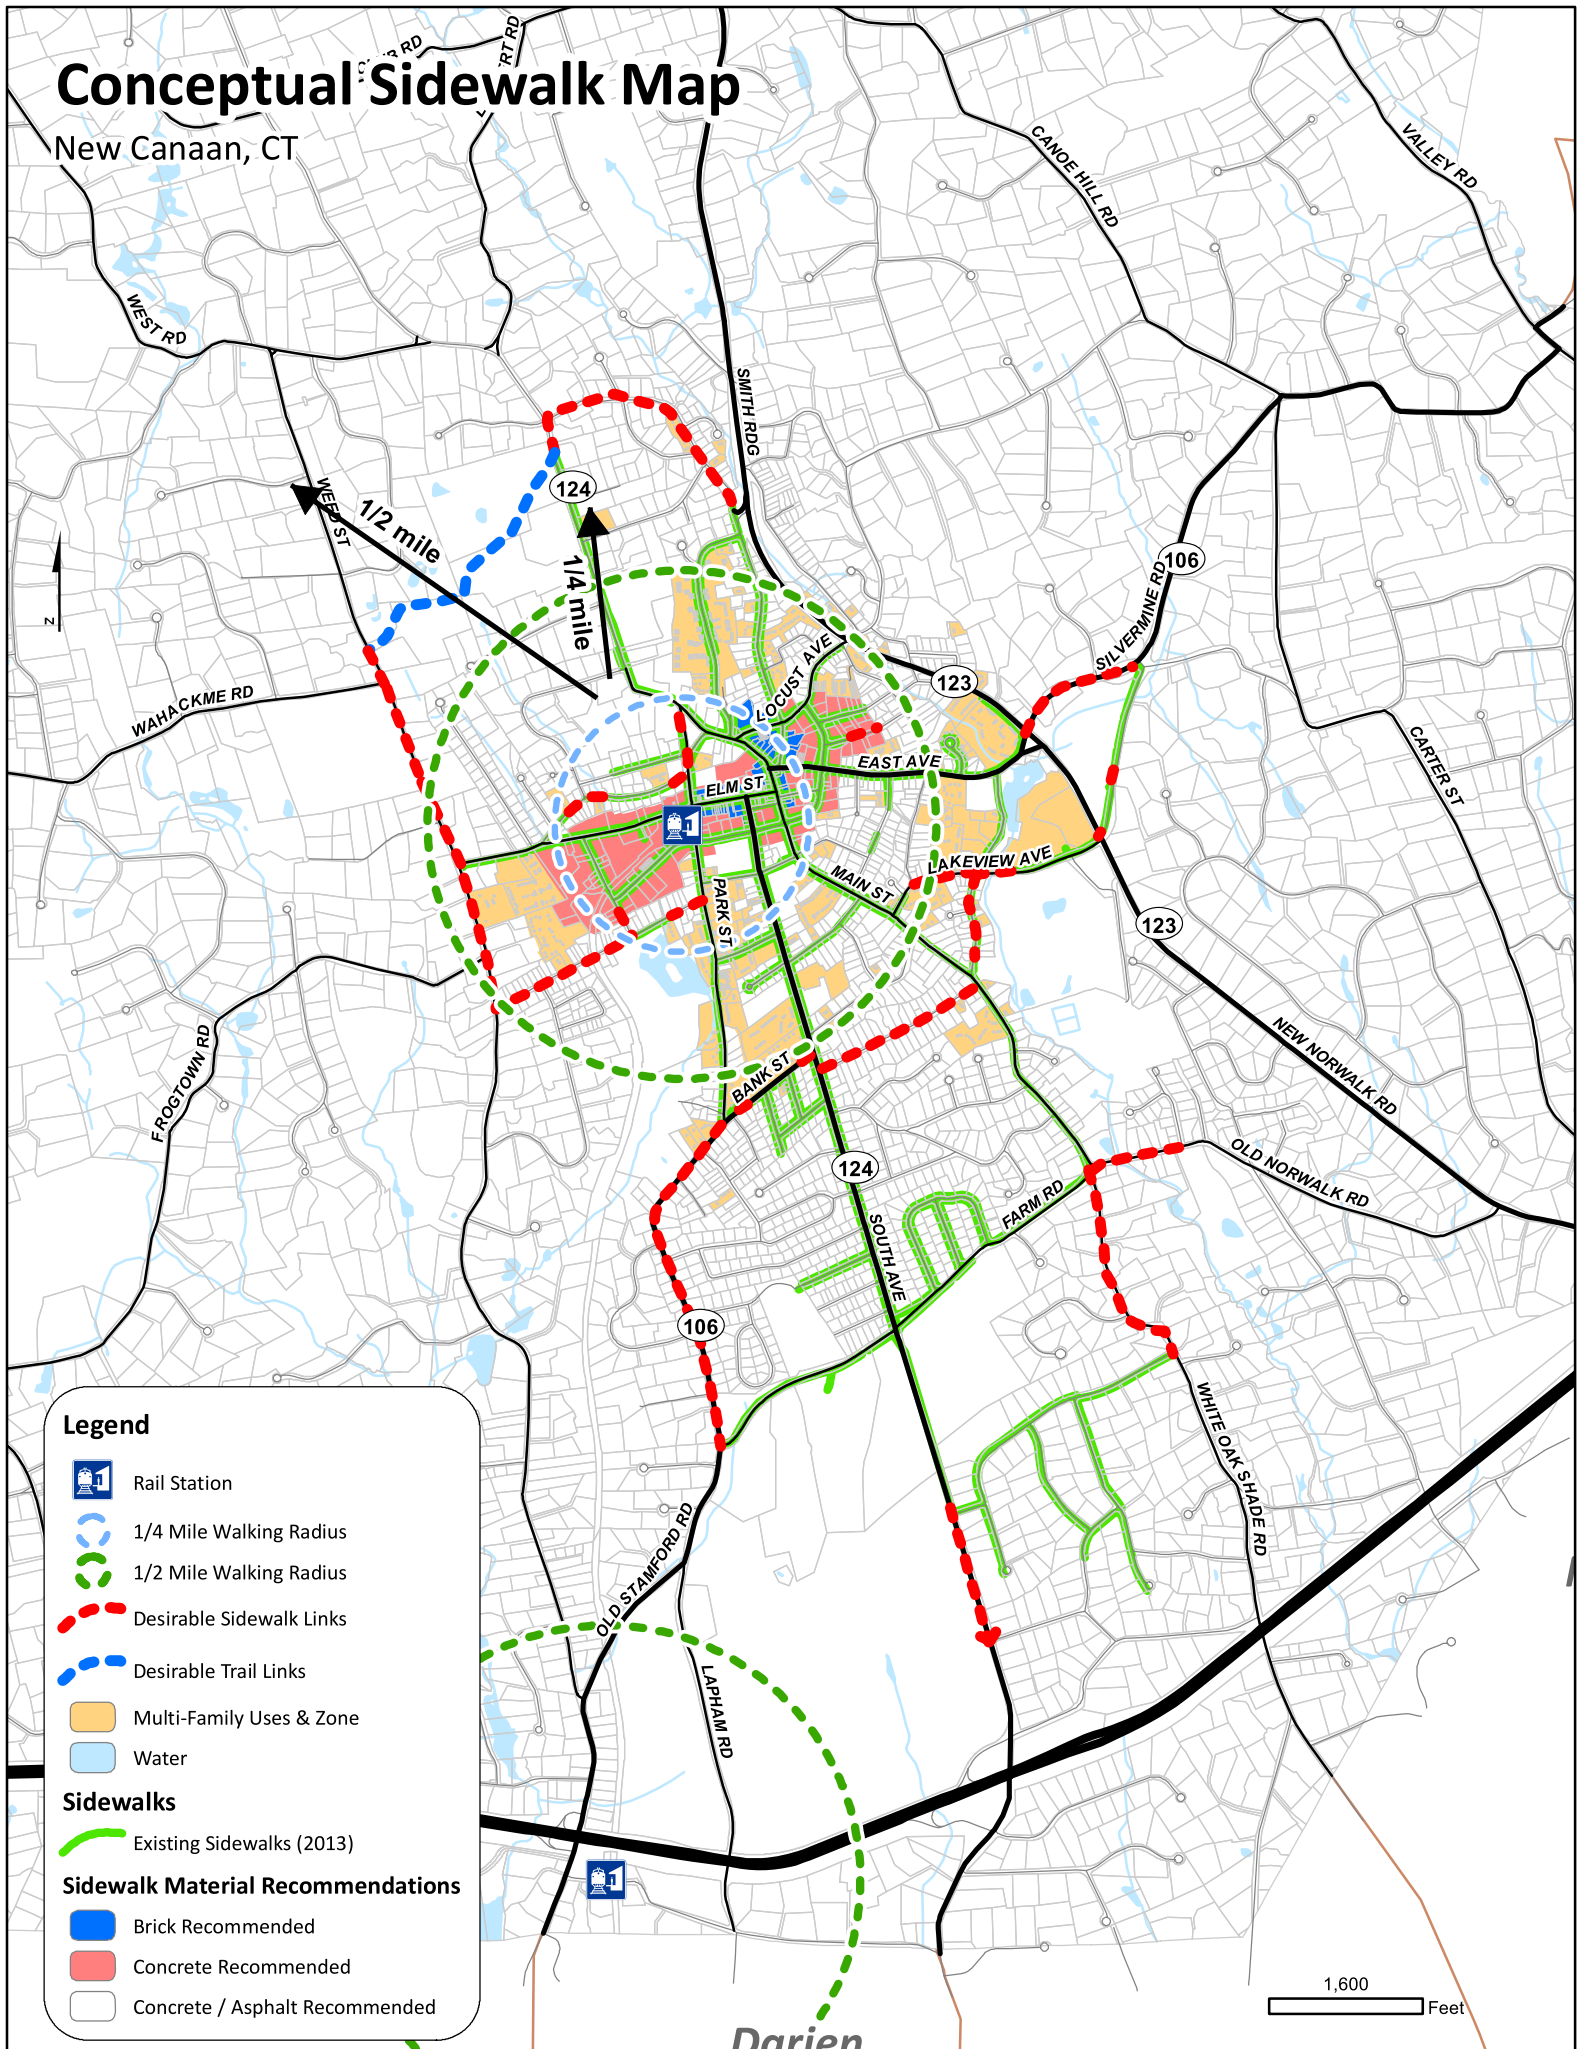 Conceptual Sidewalk Map
New Canaan, CT
CANOE HILL RD
VALLEY RD
WEST RD
SMITH RDG
WEED ST
124
1/2 mile
1/4 mile
106
SILVERMINE RD
N
LOCUST AVE
123
WAHACKME RD
EAST AVE
CARTER ST
ELM ST
LAKEVIEW AVE
MAIN ST
PARK ST
123
FROGTOWN RD
NEW NORWALK RD
BANK ST
124
OLD NORWALK RD
FARM RD
SOUTH AVE
106
WHITE OAK SHADE RD
OLD STAMFORD RD
LAPHAM RD
Legend
Rail Station
1/4 Mile Walking Radius
1/2 Mile Walking Radius
Desirable Sidewalk Links
Desirable Trail Links
Multi-Family Uses & Zone
Water
Sidewalks
Existing Sidewalks (2013)
Sidewalk Material Recommendations
Brick Recommended
Concrete Recommended
Concrete / Asphalt Recommended
1,600
Feet
Darien